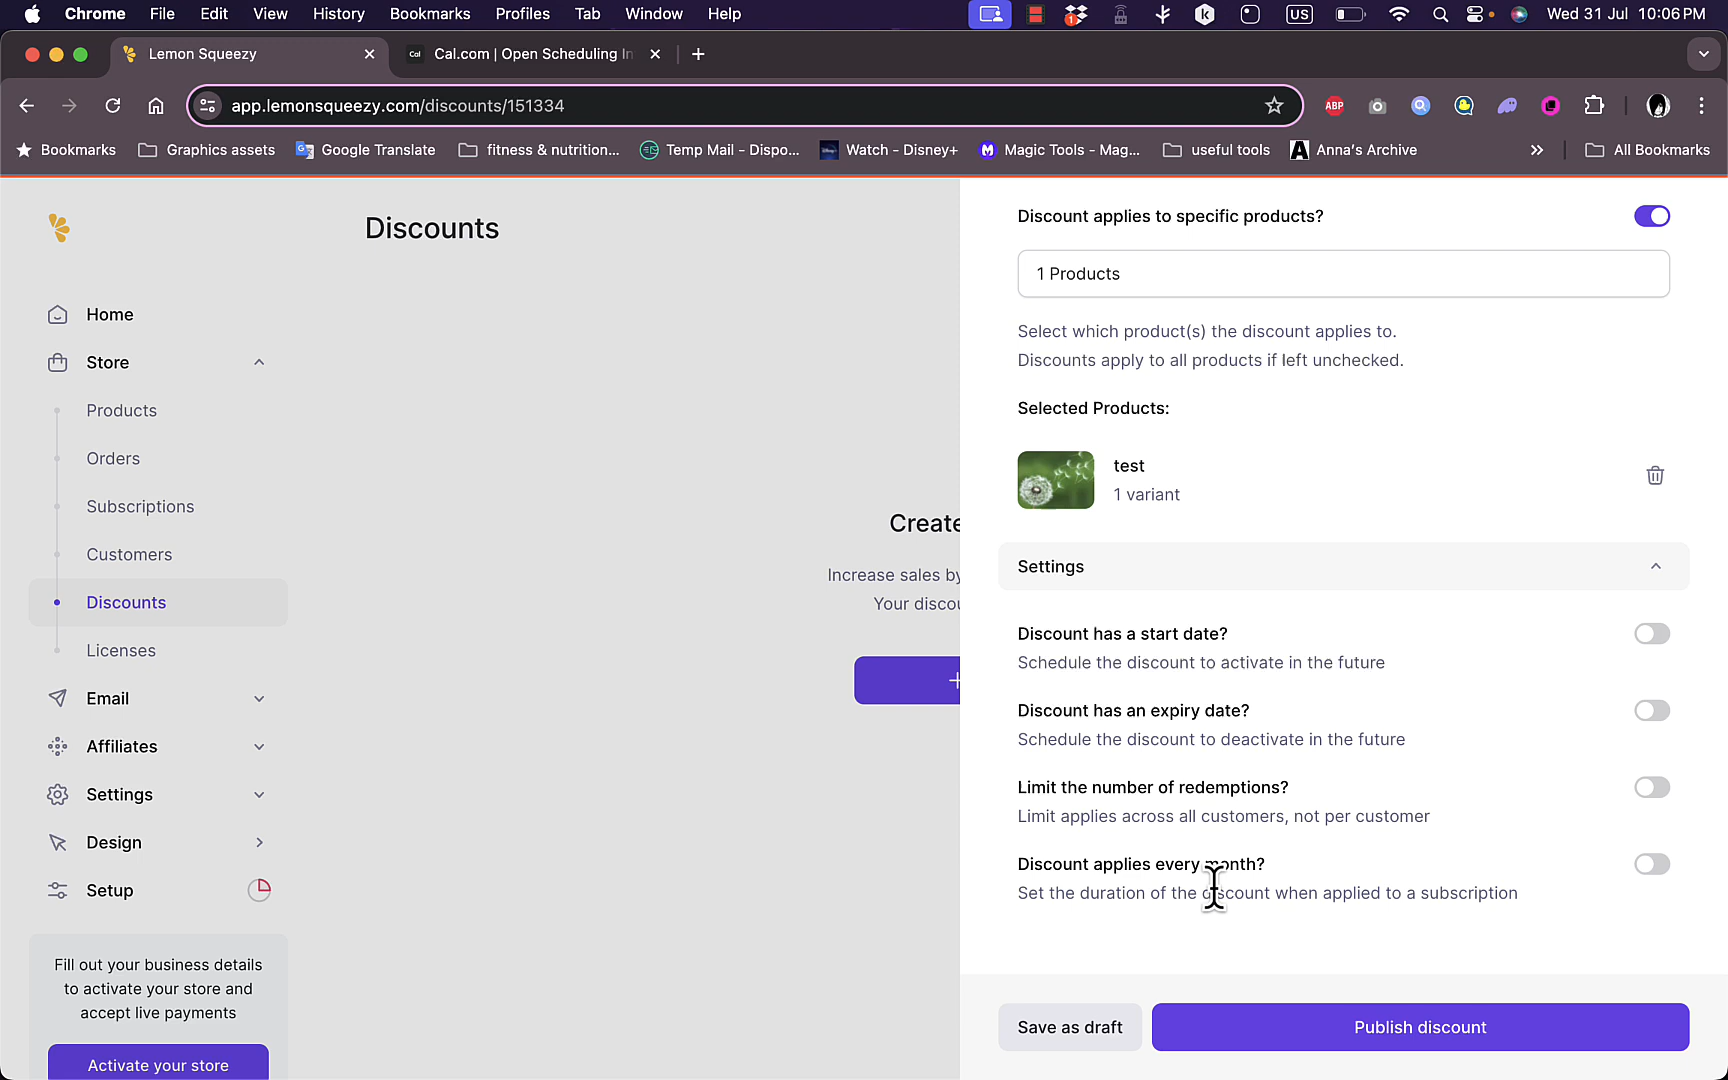 Chrome File Edit View History Bookmarks Profiles Tab Window Help US Wed 31 Jul 10:06 PM
Lemon Squeezy Cal.com | Open Scheduling In
app.lemonsqueezy.com/discounts/151334 ABP
Bookmarks Graphics assets Google Translate fitness & nutrition... Temp Mail - Dispo... Watch - Disney+ Magic Tools - Mag... useful tools Anna's Archive All Bookmarks
Discounts
Home
Store
Products
Orders
Subscriptions
Customers
Discounts
Licenses
Email
Affiliates
Settings
Design
Setup
Fill out your business details
to activate your store and
accept live payments
Activate your store
Create
Increase sales by
Your discou
Discount applies to specific products?
1 Products
Select which product(s) the discount applies to.
Discounts apply to all products if left unchecked.
Selected Products:
test
1 variant
Settings
Discount has a start date?
Schedule the discount to activate in the future
Discount has an expiry date?
Schedule the discount to deactivate in the future
Limit the number of redemptions?
Limit applies across all customers, not per customer
Discount applies every month?
Set the duration of the discount when applied to a subscription
Save as draft Publish discount